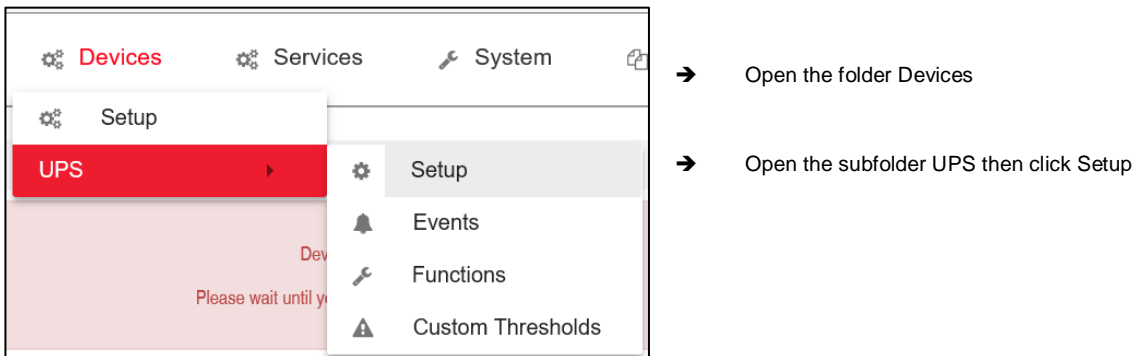 Devices Services System
Setup
UPS
Setup
Events
Functions
Custom Thresholds
Dev
Please wait until y
➔ Open the folder Devices
➔ Open the subfolder UPS then click Setup